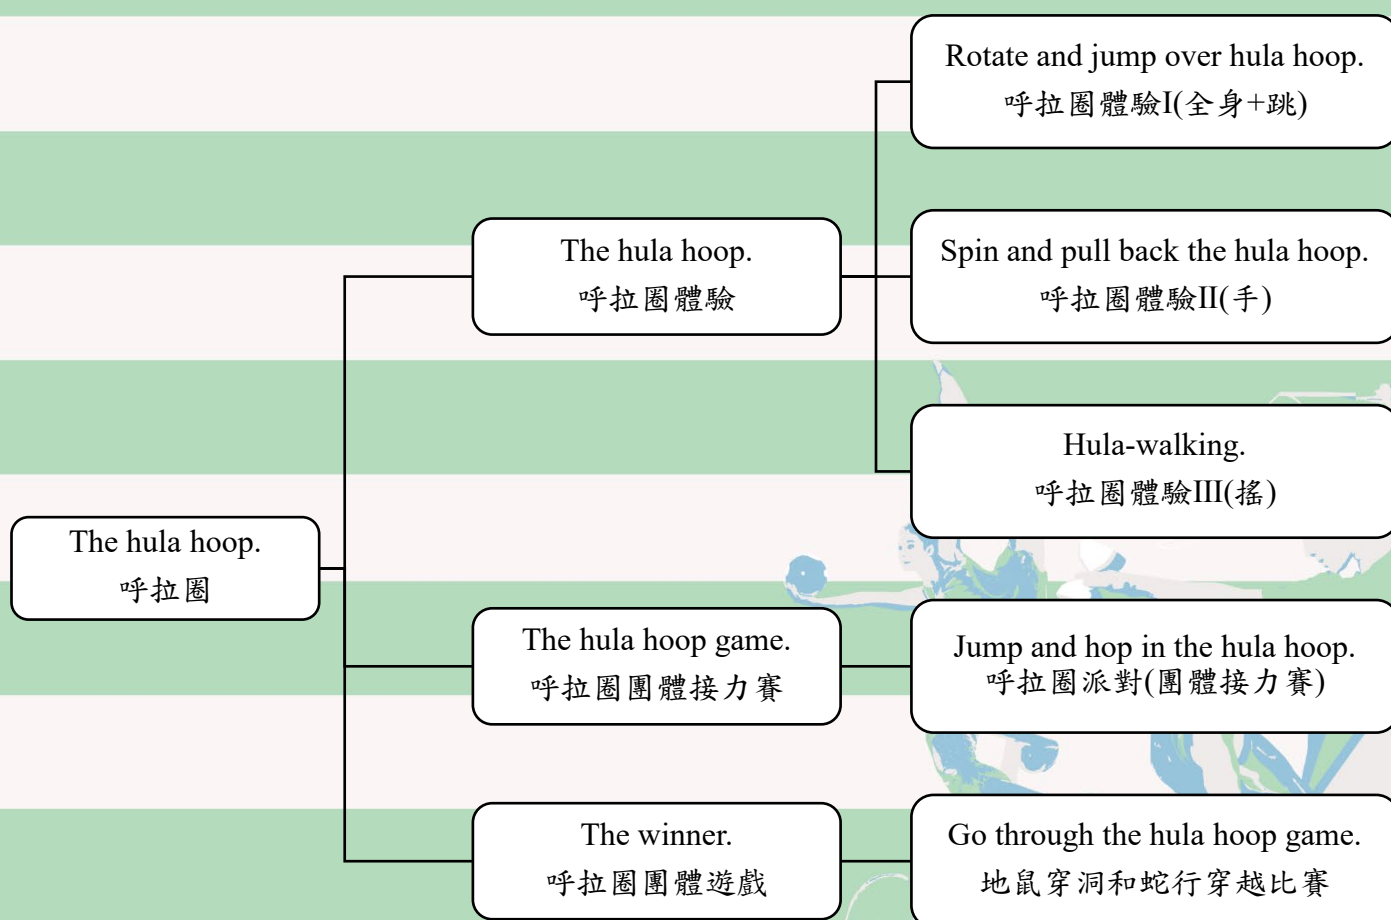 The hula hoop.
呼拉圈
The hula hoop.
呼拉圈體驗
Rotate and jump over hula hoop.
呼拉圈體驗I(全身+跳)
Spin and pull back the hula hoop.
呼拉圈體驗II(手)
Hula-walking.
呼拉圈體驗III(搖)
The hula hoop game.
呼拉圈團體接力賽
Jump and hop in the hula hoop.
呼拉圈派對(團體接力賽)
The winner.
呼拉圈團體遊戲
Go through the hula hoop game.
地鼠穿洞和蛇行穿越比賽